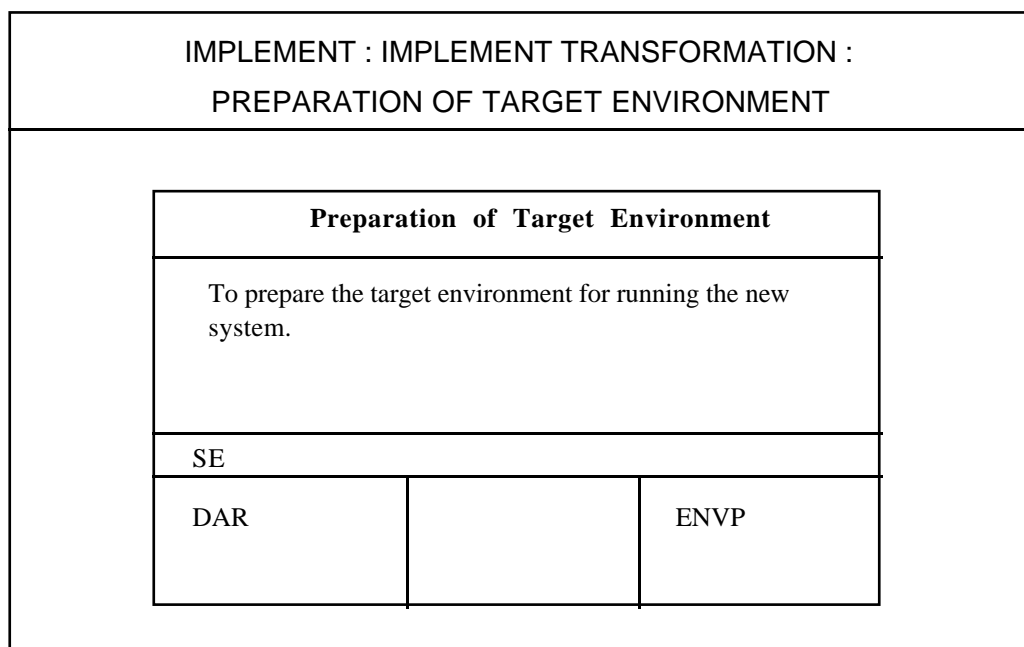 IMPLEMENT : IMPLEMENT TRANSFORMATION :
PREPARATION OF TARGET ENVIRONMENT
Preparation of Target Environment
To prepare the target environment for running the new
system.
SE
DAR
ENVP